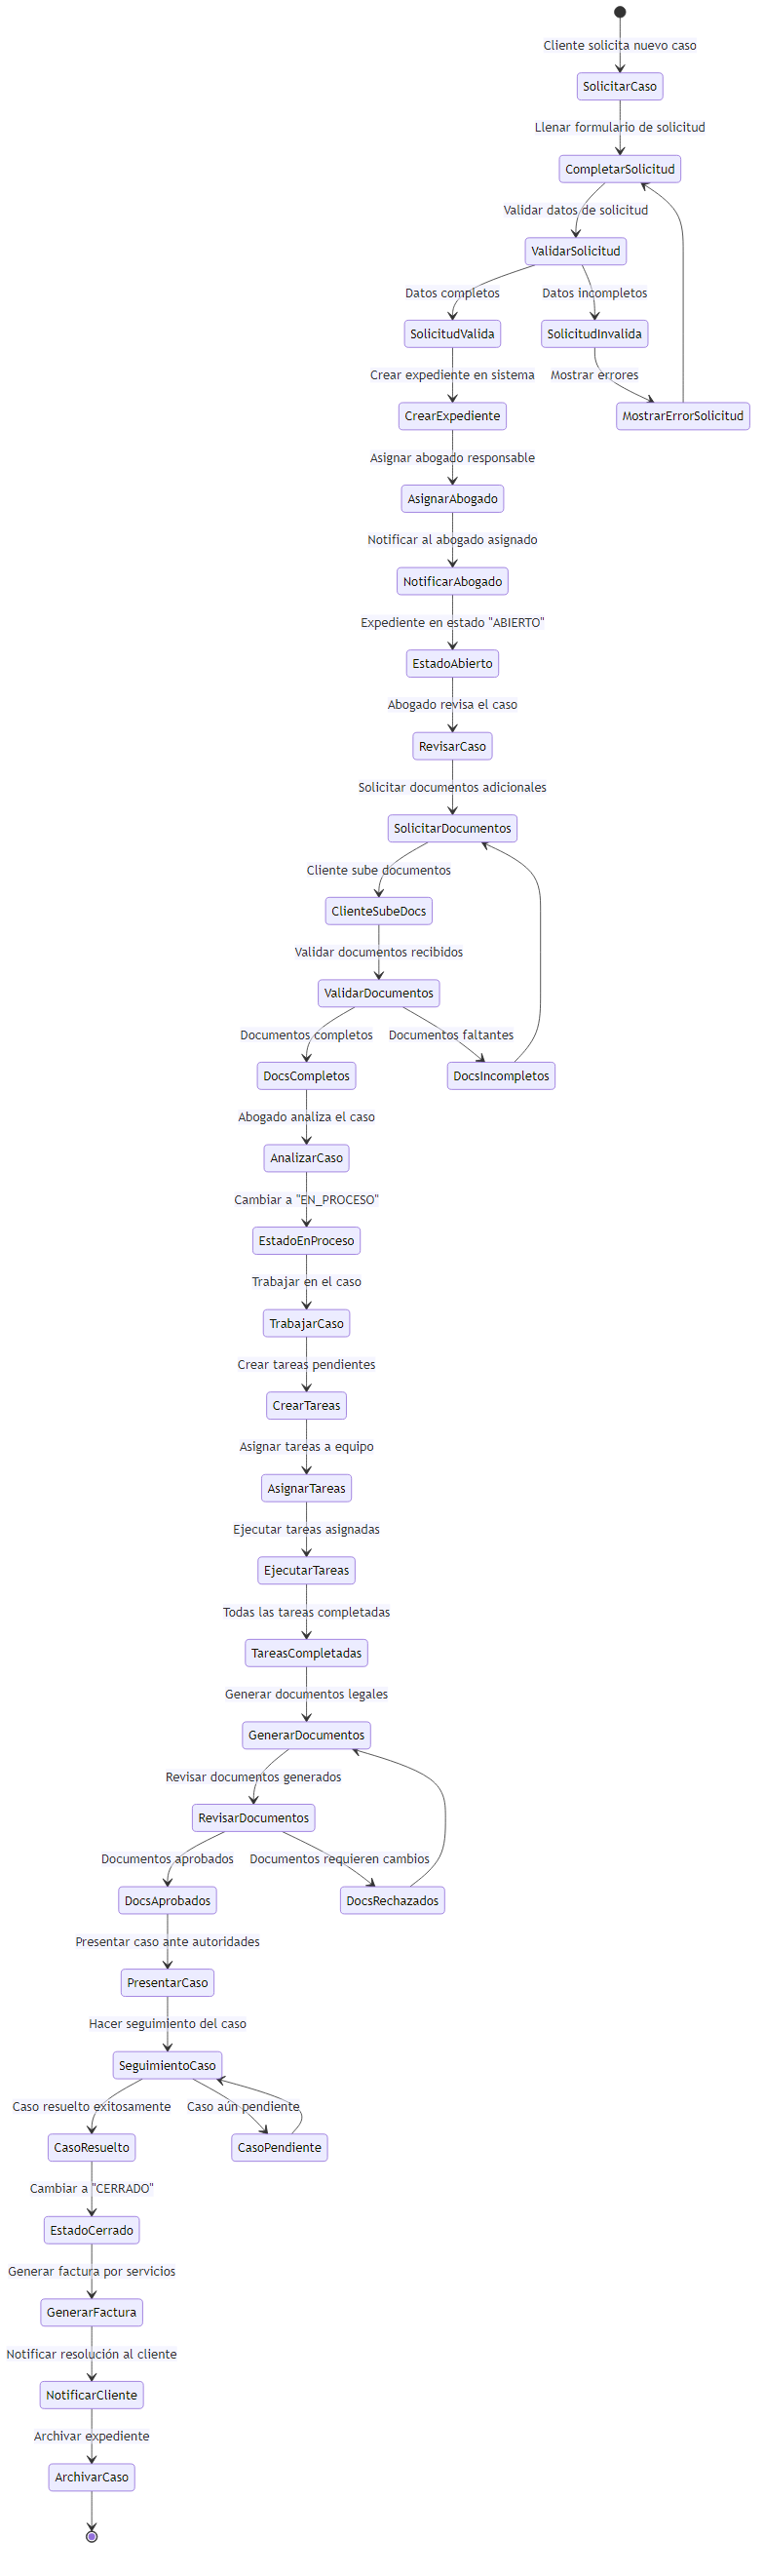 Cliente solicita nuevo caso
SolicitarCaso
Llenar formulario de solicitud
CompletarSolicitud
Validar datos de solicitud
ValidarSolicitud
Datos completos
Datos incompletos
SolicitudValida
SolicitudInvalida
Crear expediente en sistema
Mostrar errores
CrearExpediente
MostrarErrorSolicitud
Asignar abogado responsable
AsignarAbogado
Notificar al abogado asignado
NotificarAbogado
Expediente en estado "ABIERTO"
EstadoAbierto
Abogado revisa el caso
RevisarCaso
Solicitar documentos adicionales
SolicitarDocumentos
Cliente sube documentos
ClienteSubeDocs
Validar documentos recibidos
ValidarDocumentos
Documentos completos
Documentos faltantes
DocsCompletos
DocsIncompletos
Abogado analiza el caso
AnalizarCaso
Cambiar a "EN_PROCESO"
EstadoEnProceso
Trabajar en el caso
TrabajarCaso
Crear tareas pendientes
CrearTareas
Asignar tareas a equipo
AsignarTareas
Ejecutar tareas asignadas
EjecutarTareas
Todas las tareas completadas
TareasCompletadas
Generar documentos legales
GenerarDocumentos
Revisar documentos generados
RevisarDocumentos
Documentos aprobados
Documentos requieren cambios
DocsAprobados
DocsRechazados
Presentar caso ante autoridades
PresentarCaso
Hacer seguimiento del caso
SeguimientoCaso
Caso resuelto exitosamente
Caso aún pendiente
CasoResuelto
CasoPendiente
Cambiar a "CERRADO"
EstadoCerrado
Generar factura por servicios
GenerarFactura
Notificar resolución al cliente
NotificarCliente
Archivar expediente
ArchivarCaso